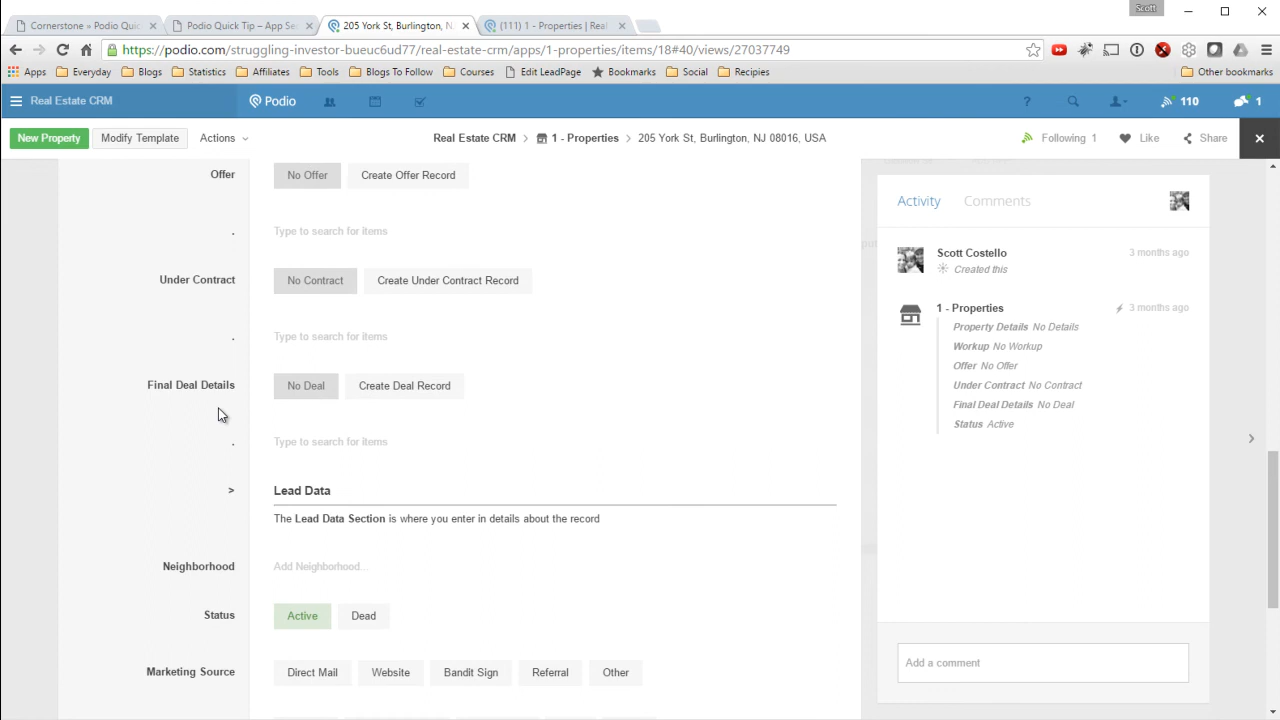 Scott
Cornerstone » Podio Quic
Podio Quick Tip – App Se
205 York St, Burlington, N.
(111) 1 - Properties | Real
https://podio.com/struggling-investor-bueuc6ud77/real-estate-crm/apps/1-properties/items/18#40/views/27037749
Apps
Everyday
Blogs
Statistics
Affiliates
Tools
Blogs To Follow
Courses
Edit LeadPage
Bookmarks
Social
Recipies
Other bookmarks
Real Estate CRM
Podio
?
110
1
New Property
Modify Template
Actions
Real Estate CRM > 1 - Properties > 205 York St, Burlington, NJ 08016, USA
Following 1
Like
Share
Offer
No Offer
Create Offer Record
. Type to search for items
Under Contract
No Contract
Create Under Contract Record
. Type to search for items
Final Deal Details
No Deal
Create Deal Record
. Type to search for items
> Lead Data
The Lead Data Section is where you enter in details about the record
Neighborhood
Add Neighborhood...
Status
Active
Dead
Marketing Source
Direct Mail
Website
Bandit Sign
Referral
Other
Activity
Comments
Scott Costello
3 months ago
Created this
1 - Properties
3 months ago
Property Details No Details
Workup No Workup
Offer No Offer
Under Contract No Contract
Final Deal Details No Deal
Status Active
Add a comment